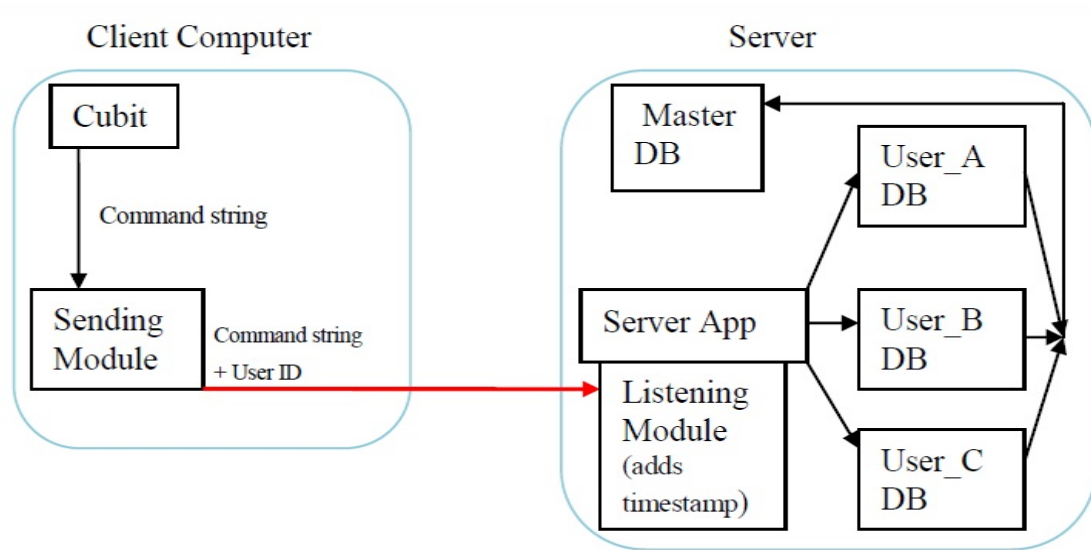 Client Computer
Server
Cubit
Command string
Sending
Module
Command string
+ User ID
Master
DB
User_A
DB
Server App
User_B
DB
Listening
Module
(adds
timestamp)
User_C
DB